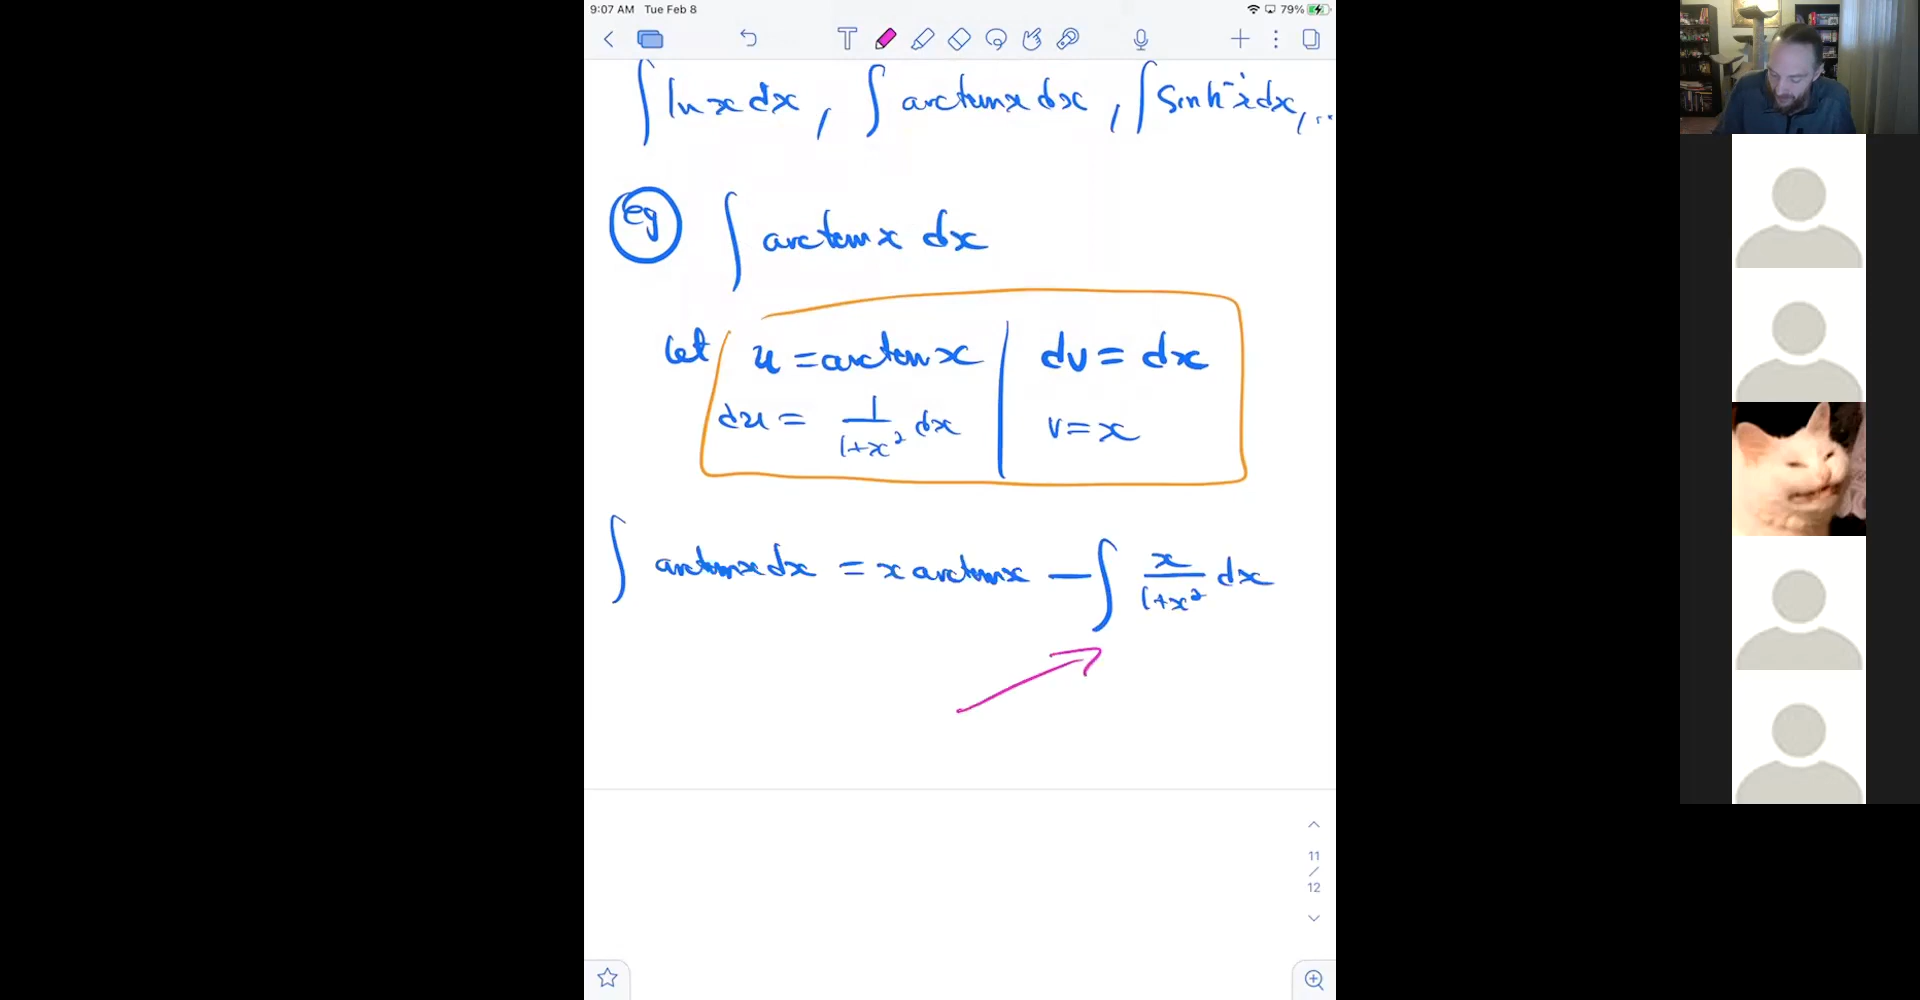 9:07 AM Tue Feb 8 79%
∫ ln x dx , ∫ arctan x dx , ∫ Sinh⁻¹x dx, ...
eg ∫ arctan x dx
let u = arctan x | dv = dx
du = 1/(1+x²) dx | v = x
∫ arctan x dx = x arctan x − ∫ x/(1+x²) dx
11
/
12